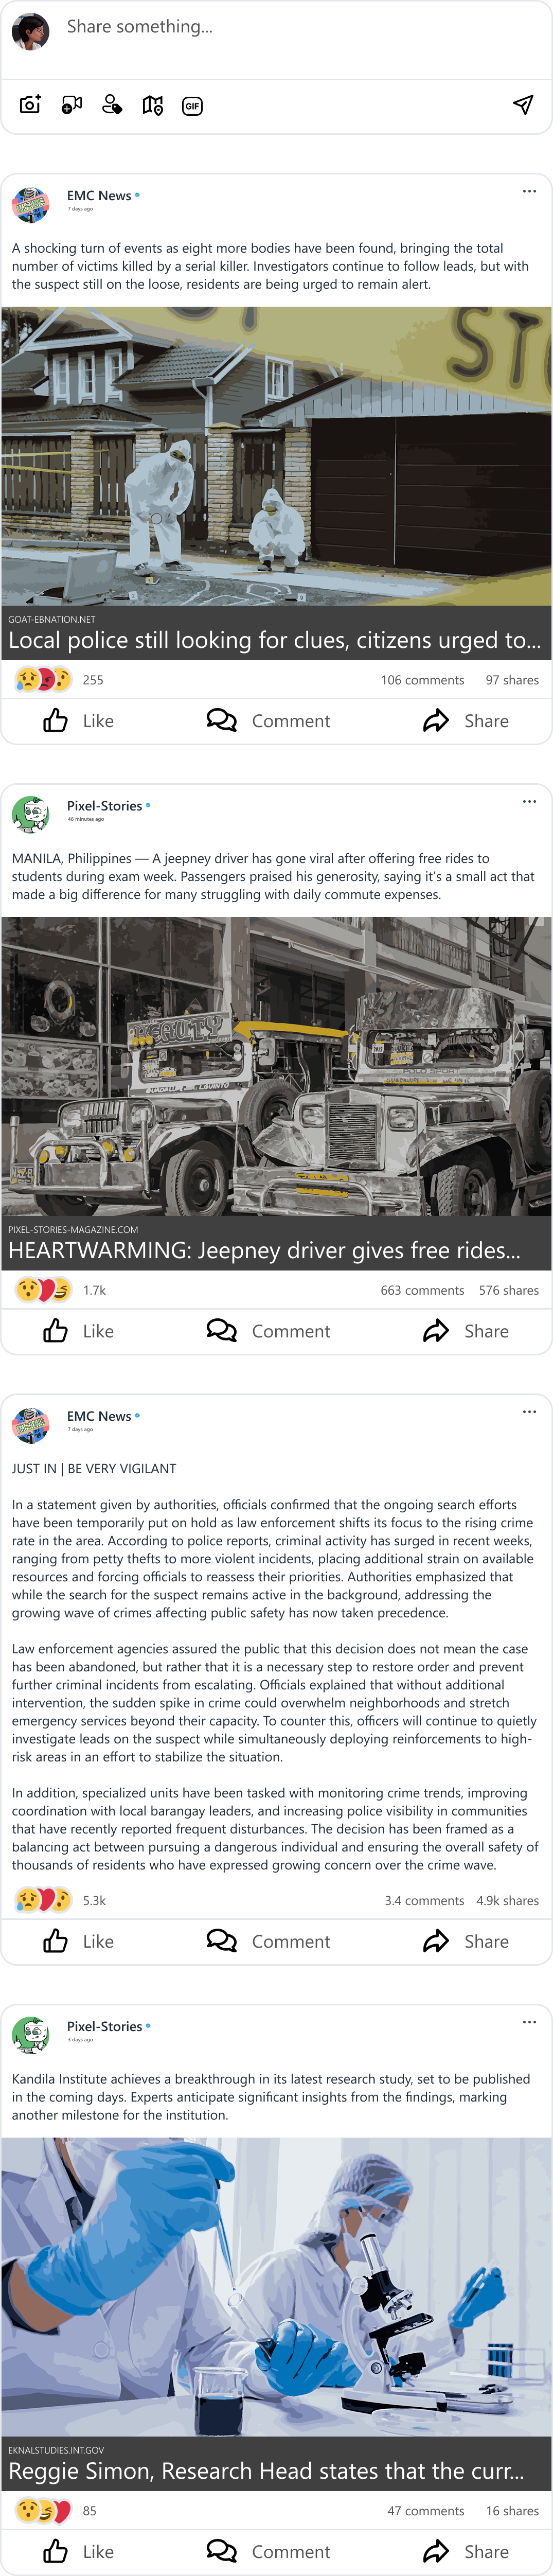 Share something...
GIF
EMC News
7 days ago
A shocking turn of events as eight more bodies have been found, bringing the total
number of victims killed by a serial killer. Investigators continue to follow leads, but with
the suspect still on the loose, residents are being urged to remain alert.
ST
GOAT-EBNATION.NET
Local police still looking for clues, citizens urged to...
255
106 comments 97 shares
Like Comment Share
Pixel-Stories
46 minutes ago
MANILA, Philippines — A jeepney driver has gone viral after offering free rides to
students during exam week. Passengers praised his generosity, saying it's a small act that
made a big difference for many struggling with daily commute expenses.
BEAUTY
PIXEL-STORIES-MAGAZINE.COM
HEARTWARMING: Jeepney driver gives free rides...
1.7k
663 comments 576 shares
Like Comment Share
EMC News
7 days ago
JUST IN | BE VERY VIGILANT
In a statement given by authorities, officials confirmed that the ongoing search efforts
have been temporarily put on hold as law enforcement shifts its focus to the rising crime
rate in the area. According to police reports, criminal activity has surged in recent weeks,
ranging from petty thefts to more violent incidents, placing additional strain on available
resources and forcing officials to reassess their priorities. Authorities emphasized that
while the search for the suspect remains active in the background, addressing the
growing wave of crimes affecting public safety has now taken precedence.
Law enforcement agencies assured the public that this decision does not mean the case
has been abandoned, but rather that it is a necessary step to restore order and prevent
further criminal incidents from escalating. Officials explained that without additional
intervention, the sudden spike in crime could overwhelm neighborhoods and stretch
emergency services beyond their capacity. To counter this, officers will continue to quietly
investigate leads on the suspect while simultaneously deploying reinforcements to high-
risk areas in an effort to stabilize the situation.
In addition, specialized units have been tasked with monitoring crime trends, improving
coordination with local barangay leaders, and increasing police visibility in communities
that have recently reported frequent disturbances. The decision has been framed as a
balancing act between pursuing a dangerous individual and ensuring the overall safety of
thousands of residents who have expressed growing concern over the crime wave.
5.3k
3.4 comments 4.9k shares
Like Comment Share
Pixel-Stories
3 days ago
Kandila Institute achieves a breakthrough in its latest research study, set to be published
in the coming days. Experts anticipate significant insights from the findings, marking
another milestone for the institution.
EKNALSTUDIES.INT.GOV
Reggie Simon, Research Head states that the curr...
85
47 comments 16 shares
Like Comment Share